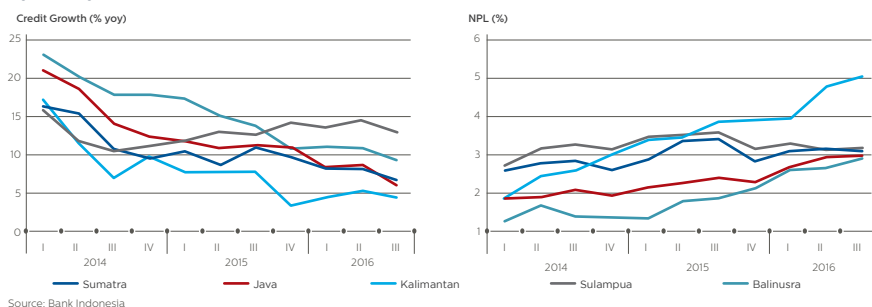 Credit Growth (% yoy)
25
20
15
10
5
0
I II III IV I II III IV I II III
2014 2015 2016
NPL (%)
6
5
4
3
2
1
I II III IV I II III IV I II III
2014 2015 2016
Sumatra Java Kalimantan Sulampua Balinusra
Source: Bank Indonesia